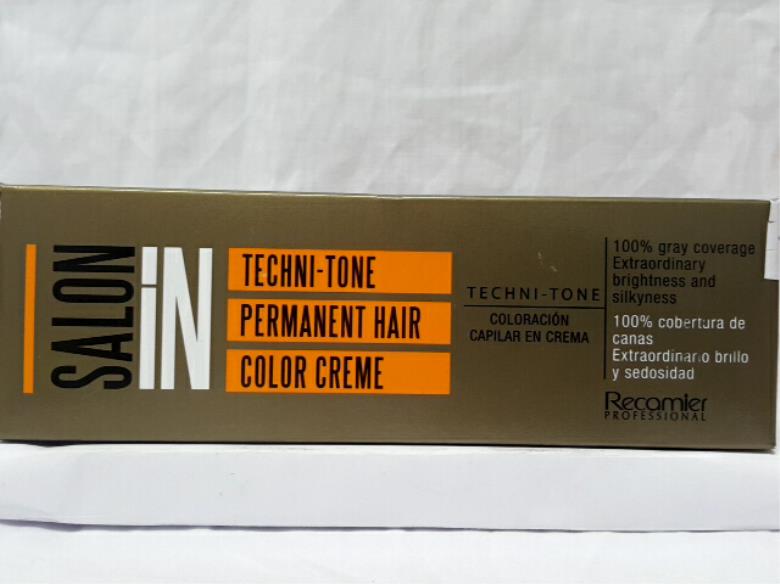 SALON iN
TECHNI-TONE
PERMANENT HAIR
COLOR CREME
TECHNI-TONE
COLORACIÓN
CAPILAR EN CREMA
100% gray coverage
Extraordinary
brightness and
silkyness
100% cobertura de
canas
Extraordinario brillo
y sedosidad
Recamier
PROFESSIONAL